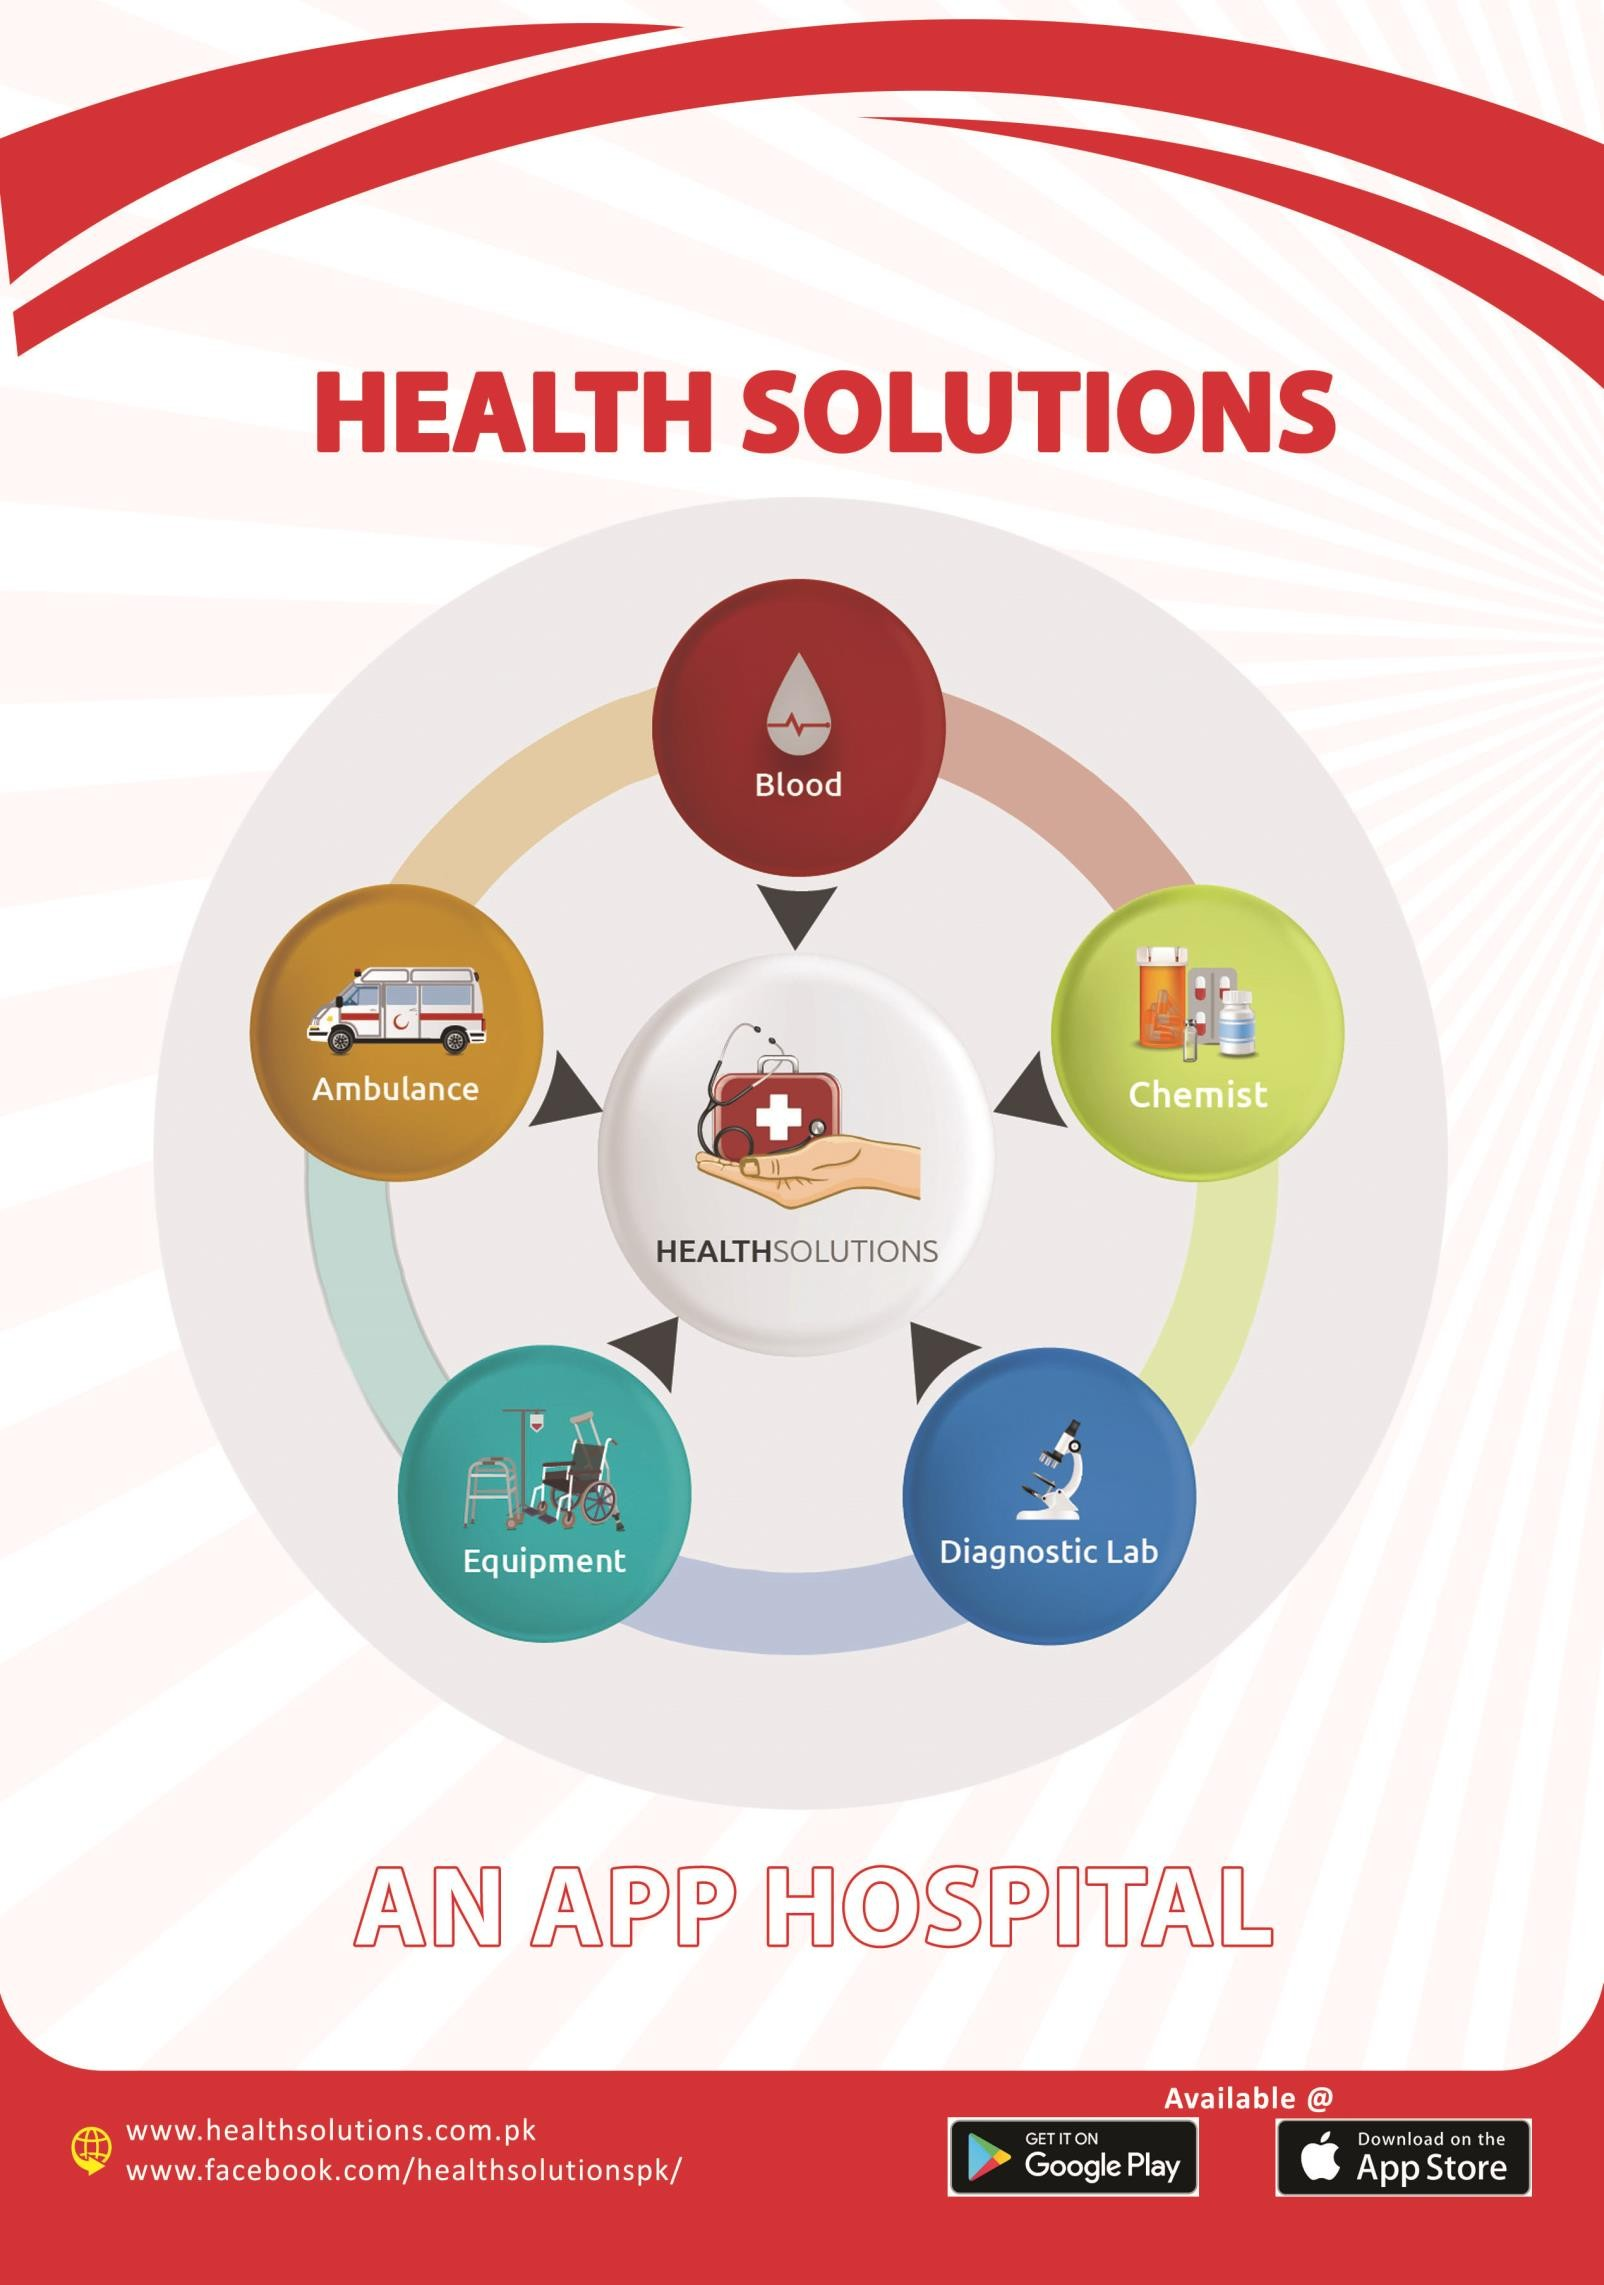 HEALTH SOLUTIONS
Blood
Ambulance
Chemist
HEALTHSOLUTIONS
Equipment
Diagnostic Lab
AN APP HOSPITAL
Available @
www.healthsolutions.com.pk
www.facebook.com/healthsolutionspk/
GET IT ON
Google Play
Download on the
App Store